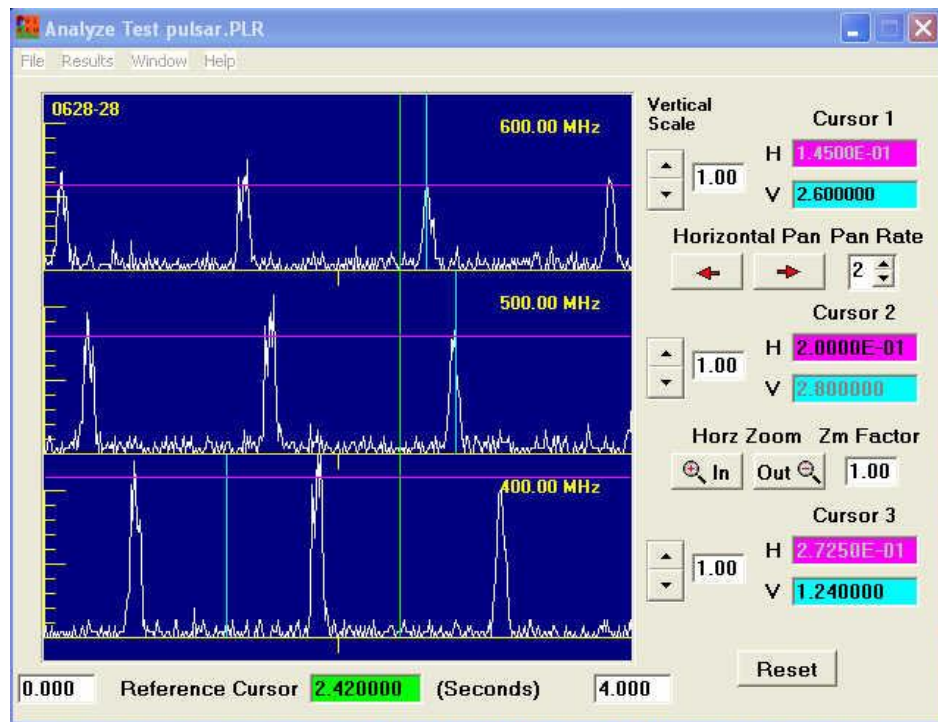 Analyze Test pulsar.PLR
File Results Window Help
0628-28
600.00 MHz
Vertical Scale
1.00
Cursor 1
H 1.4500E-01
V 2.600000
Horizontal Pan Pan Rate
2
500.00 MHz
Cursor 2
1.00
H 2.0000E-01
V 2.800000
Horz Zoom Zm Factor
In Out 1.00
400.00 MHz
Cursor 3
1.00
H 2.7250E-01
V 1.240000
Reset
0.000 Reference Cursor 2.420000 (Seconds) 4.000